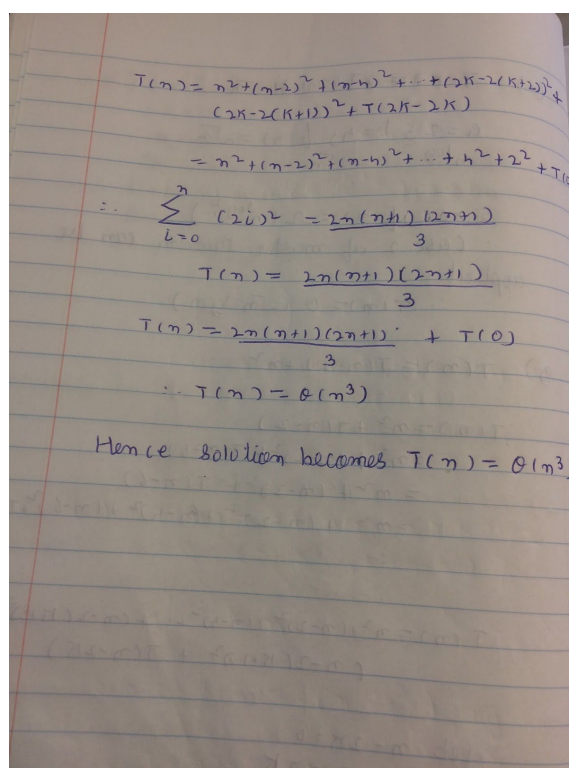 T(n) = n² + (n-2)² + (n-4)² + ... + (2K-2(K+2))² +
(2K-2(K+1))² + T(2K-2K)
= n² + (n-2)² + (n-4)² + ... + 4² + 2² + T(0
∴ n∑i=0 (2i)² = 2n(n+1)(2n+1)/3
T(n) = 2n(n+1)(2n+1)/3
T(n) = 2n(n+1)(2n+1)/3 + T(0)
∴ T(n) = θ(n³)
Hence solution becomes T(n) = θ(n³